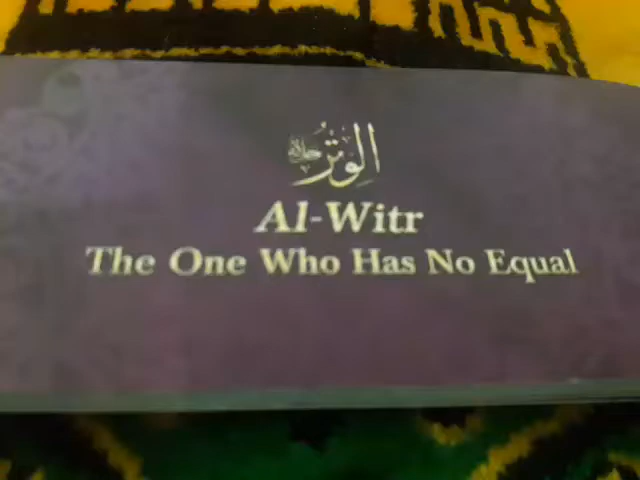 الوتر
Al-Witr
The One Who Has No Equal